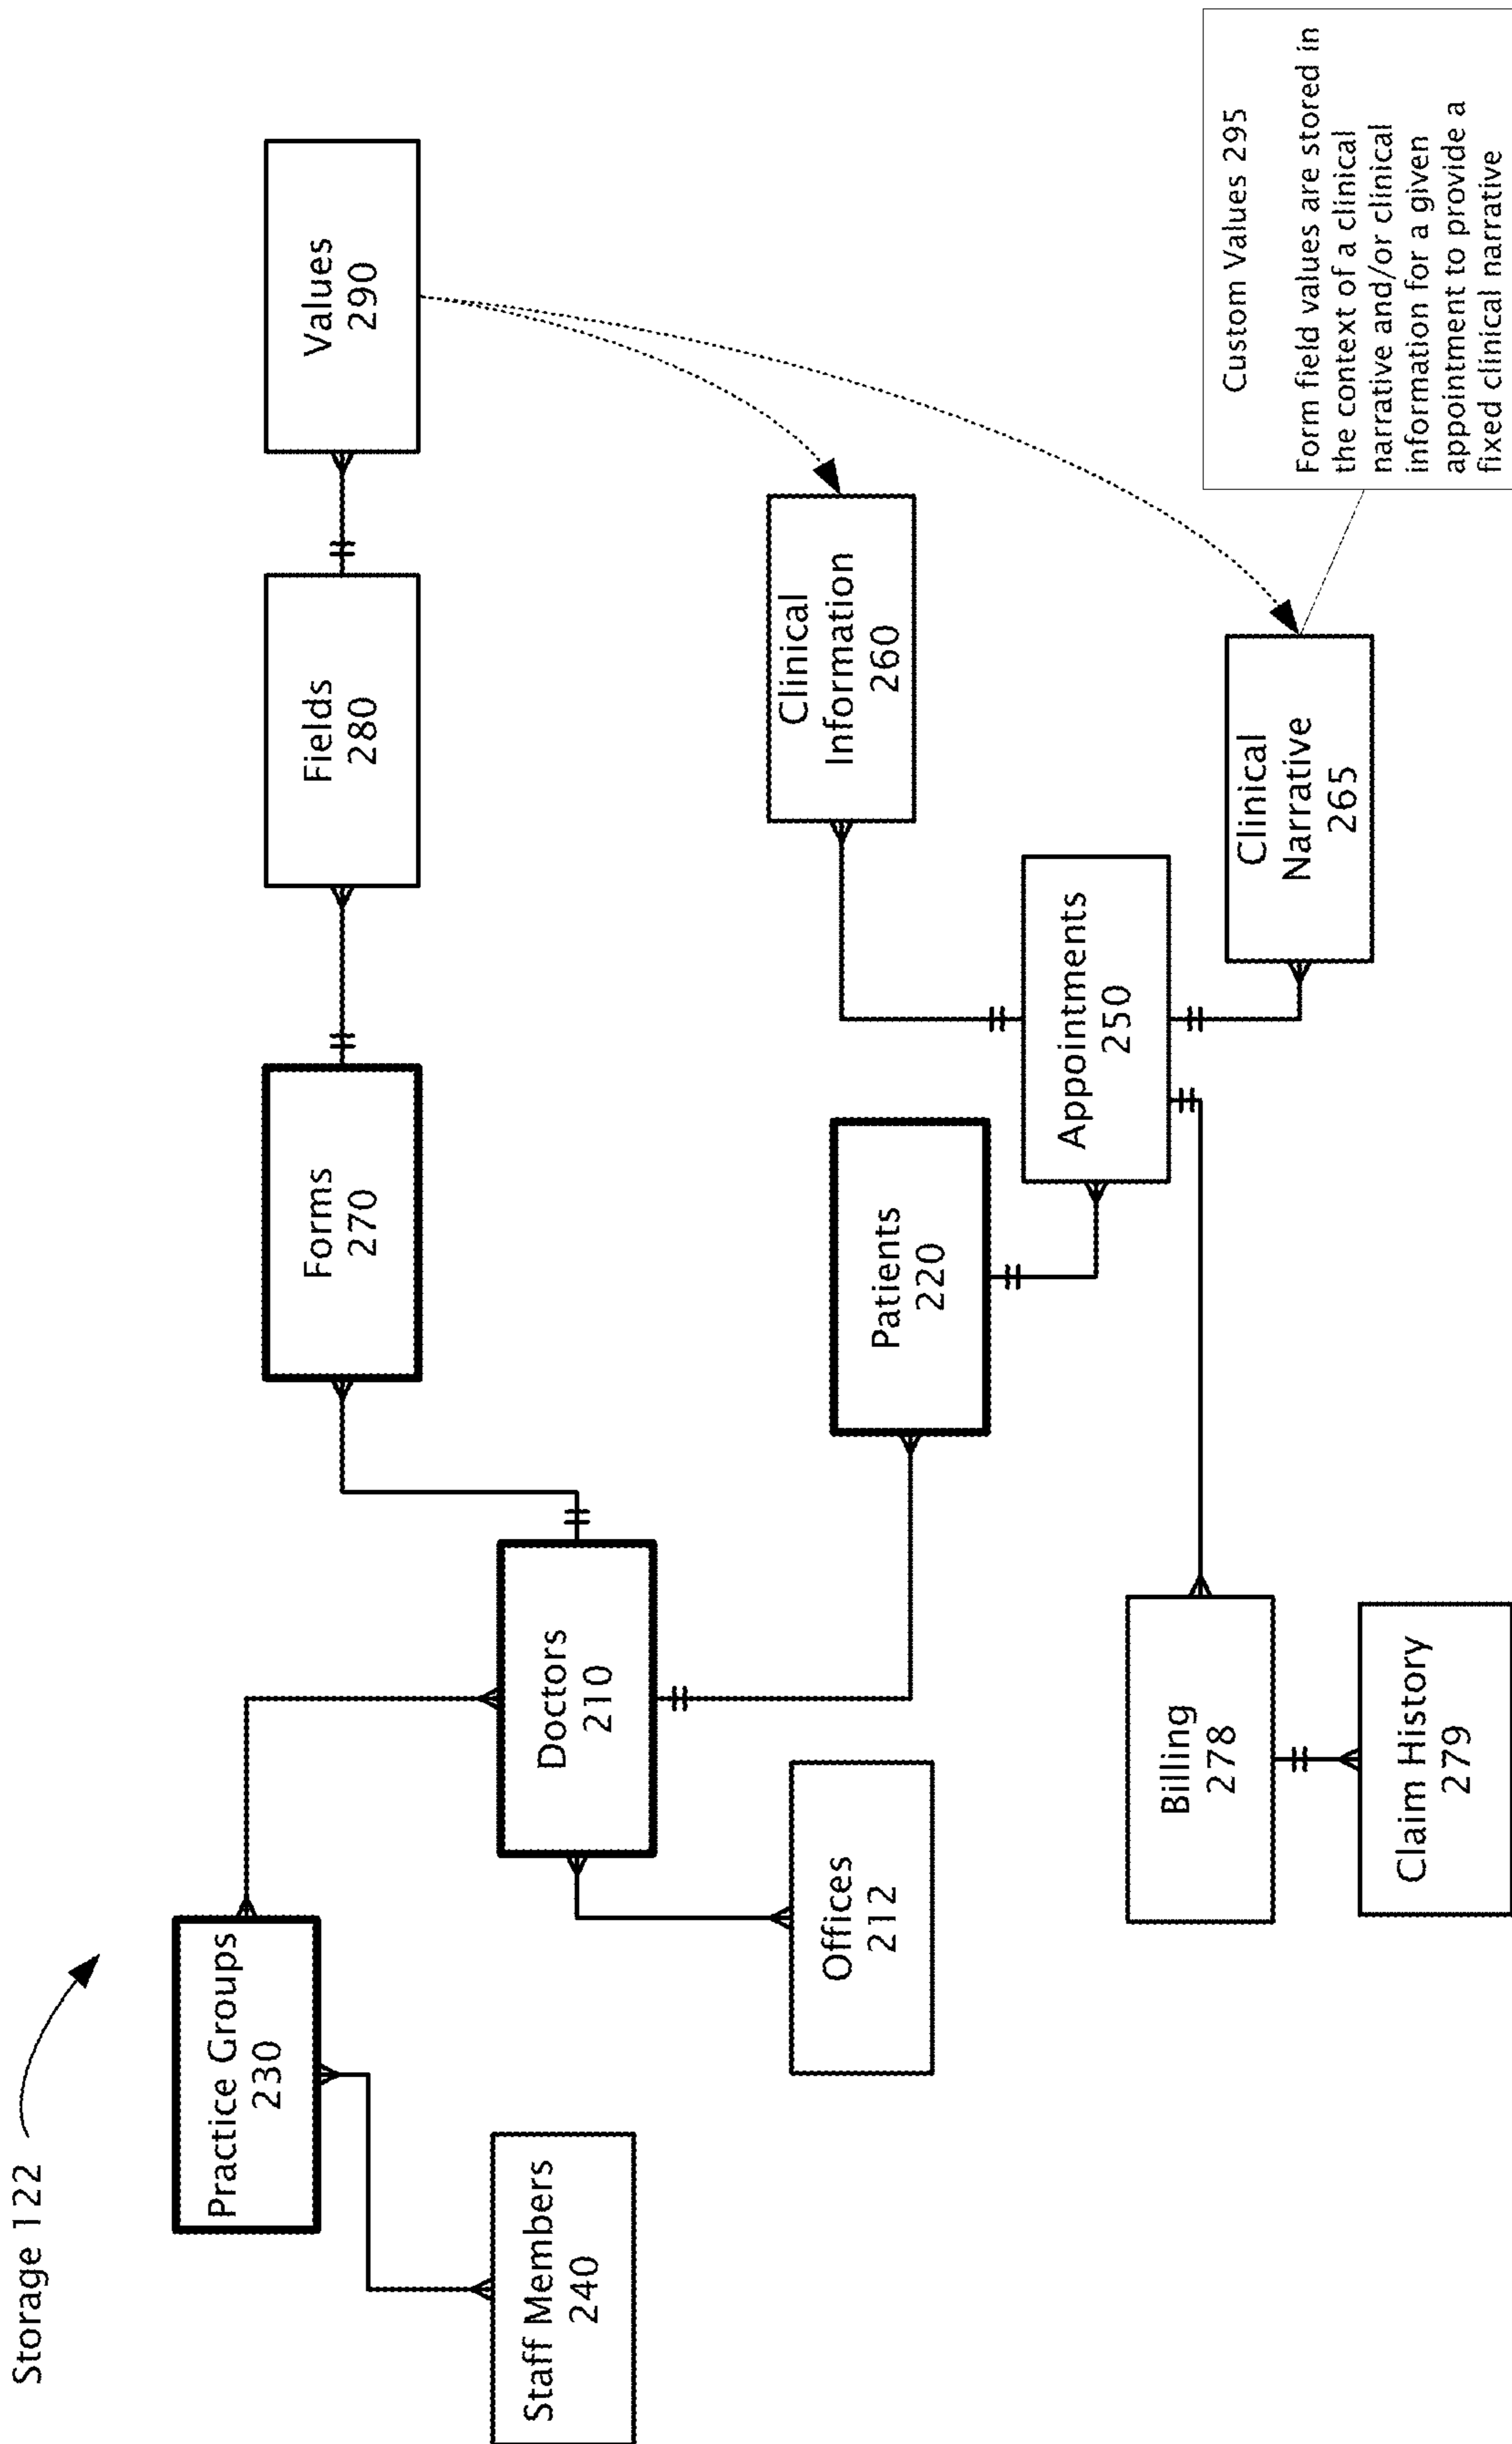 Storage 122
Practice Groups
230
Staff Members
240
Doctors
210
Offices
212
Forms
270
Fields
280
Values
290
Patients
220
Appointments
250
Clinical
Information
260
Clinical
Narrative
265
Billing
278
Claim History
279
Custom Values 295
Form field values are stored in
the context of a clinical
narrative and/or clinical
information for a given
appointment to provide a
fixed clinical narrative